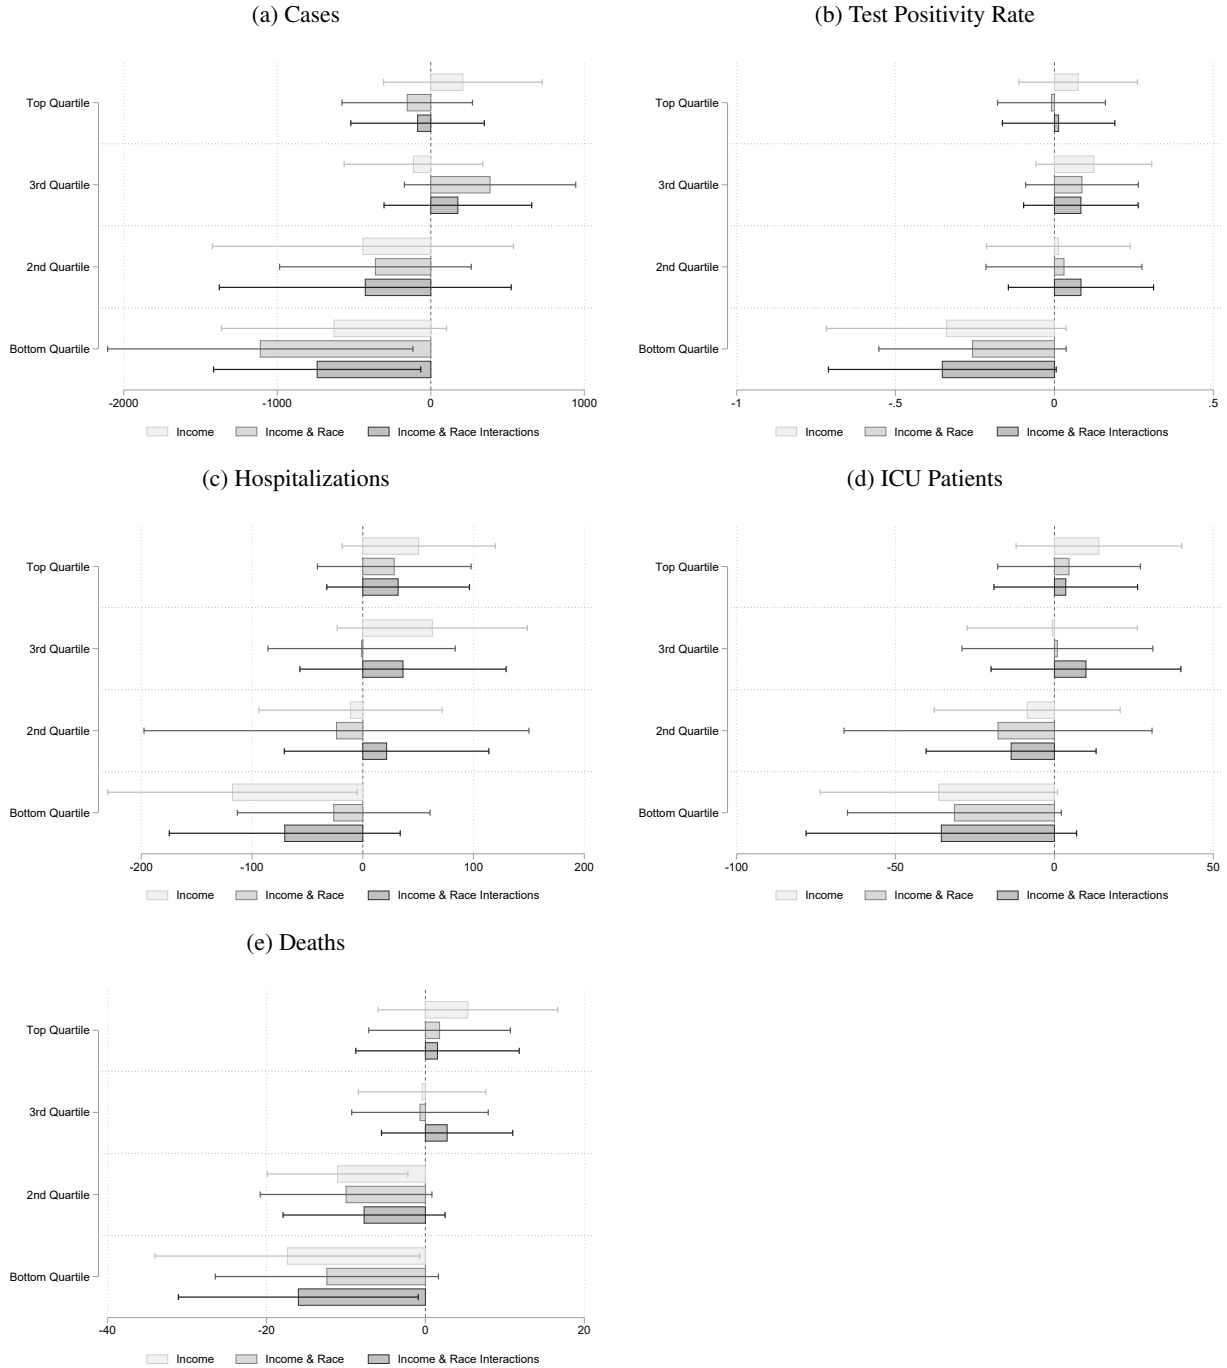 (a) Cases
Top Quartile
3rd Quartile
2nd Quartile
Bottom Quartile
-2000 -1000 0 1000
Income Income & Race Income & Race Interactions
(b) Test Positivity Rate
Top Quartile
3rd Quartile
2nd Quartile
Bottom Quartile
-1 -.5 0 .5
Income Income & Race Income & Race Interactions
(c) Hospitalizations
Top Quartile
3rd Quartile
2nd Quartile
Bottom Quartile
-200 -100 0 100 200
Income Income & Race Income & Race Interactions
(d) ICU Patients
Top Quartile
3rd Quartile
2nd Quartile
Bottom Quartile
-100 -50 0 50
Income Income & Race Income & Race Interactions
(e) Deaths
Top Quartile
3rd Quartile
2nd Quartile
Bottom Quartile
-40 -20 0 20
Income Income & Race Income & Race Interactions